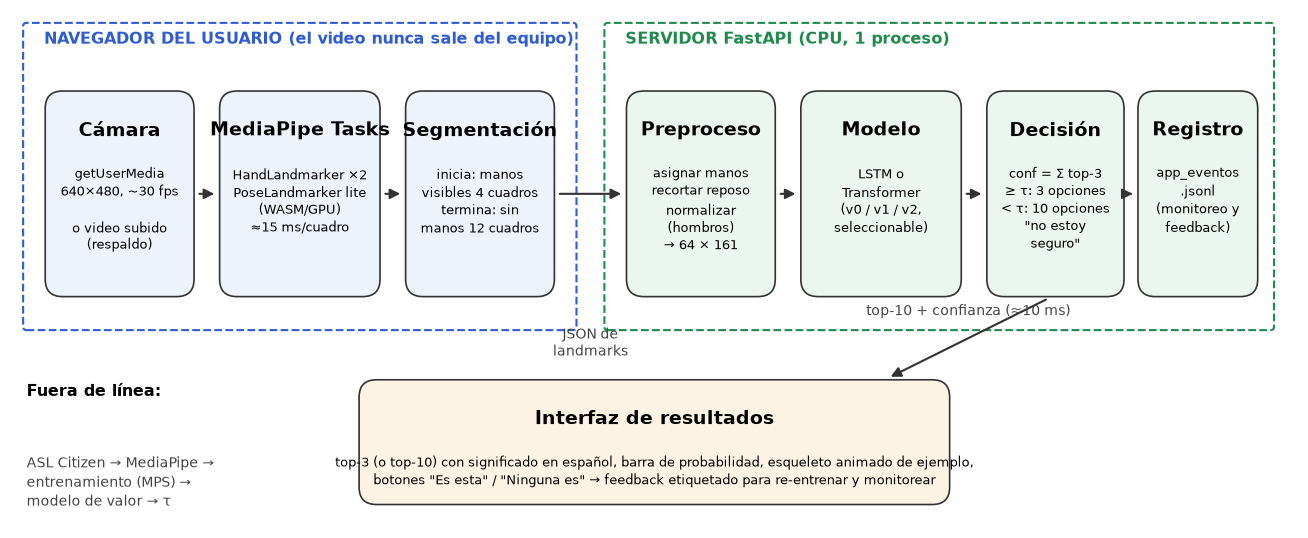 NAVEGADOR DEL USUARIO (el video nunca sale del equipo)
Cámara
getUserMedia
640×480, ~30 fps
o video subido
(respaldo)
MediaPipe Tasks
HandLandmarker ×2
PoseLandmarker lite
(WASM/GPU)
≈15 ms/cuadro
Segmentación
inicia: manos
visibles 4 cuadros
termina: sin
manos 12 cuadros
JSON de
landmarks
SERVIDOR FastAPI (CPU, 1 proceso)
Preproceso
asignar manos
recortar reposo
normalizar
(hombros)
→ 64 × 161
Modelo
LSTM o
Transformer
(v0 / v1 / v2,
seleccionable)
Decisión
conf = Σ top-3
≥ τ: 3 opciones
< τ: 10 opciones
"no estoy
seguro"
Registro
app_eventos
.jsonl
(monitoreo y
feedback)
top-10 + confianza (≈10 ms)
Fuera de línea:
ASL Citizen → MediaPipe →
entrenamiento (MPS) →
modelo de valor → τ
Interfaz de resultados
top-3 (o top-10) con significado en español, barra de probabilidad, esqueleto animado de ejemplo,
botones "Es esta" / "Ninguna es" → feedback etiquetado para re-entrenar y monitorear